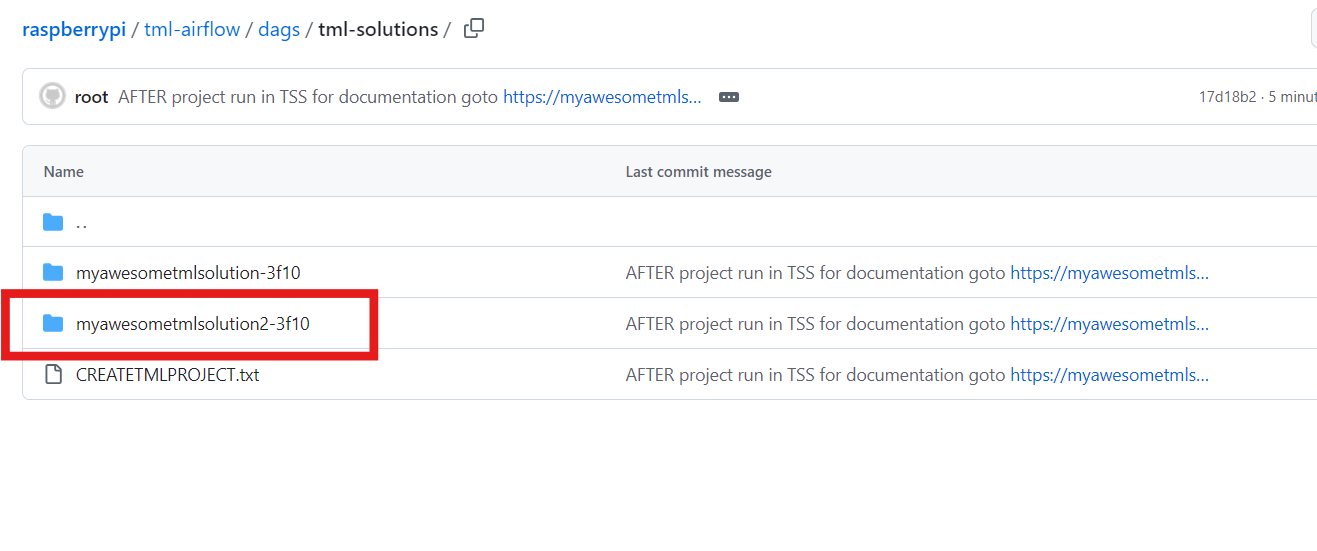 raspberrypi / tml-airflow / dags / tml-solutions /
root AFTER project run in TSS for documentation goto https://myawesometmls... 17d18b2 · 5 minut
Name Last commit message
..
myawesometmlsolution-3f10 AFTER project run in TSS for documentation goto https://myawesometmls...
myawesometmlsolution2-3f10 AFTER project run in TSS for documentation goto https://myawesometmls...
CREATETMLPROJECT.txt AFTER project run in TSS for documentation goto https://myawesometmls...